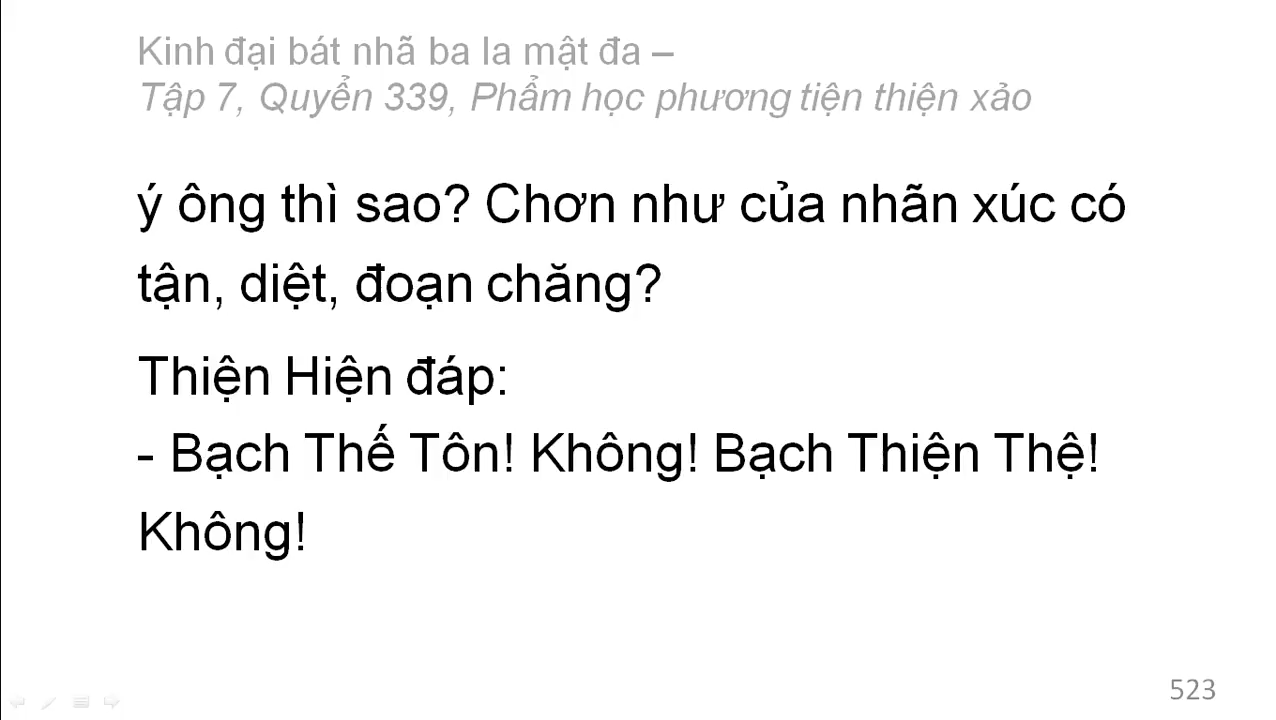 Kinh đại bát nhã ba la mật đa –
Tập 7, Quyển 339, Phẩm học phương tiện thiện xảo
ý ông thì sao? Chơn như của nhãn xúc có
tận, diệt, đoạn chăng?
Thiện Hiện đáp:
- Bạch Thế Tôn! Không! Bạch Thiện Thệ!
Không!
523